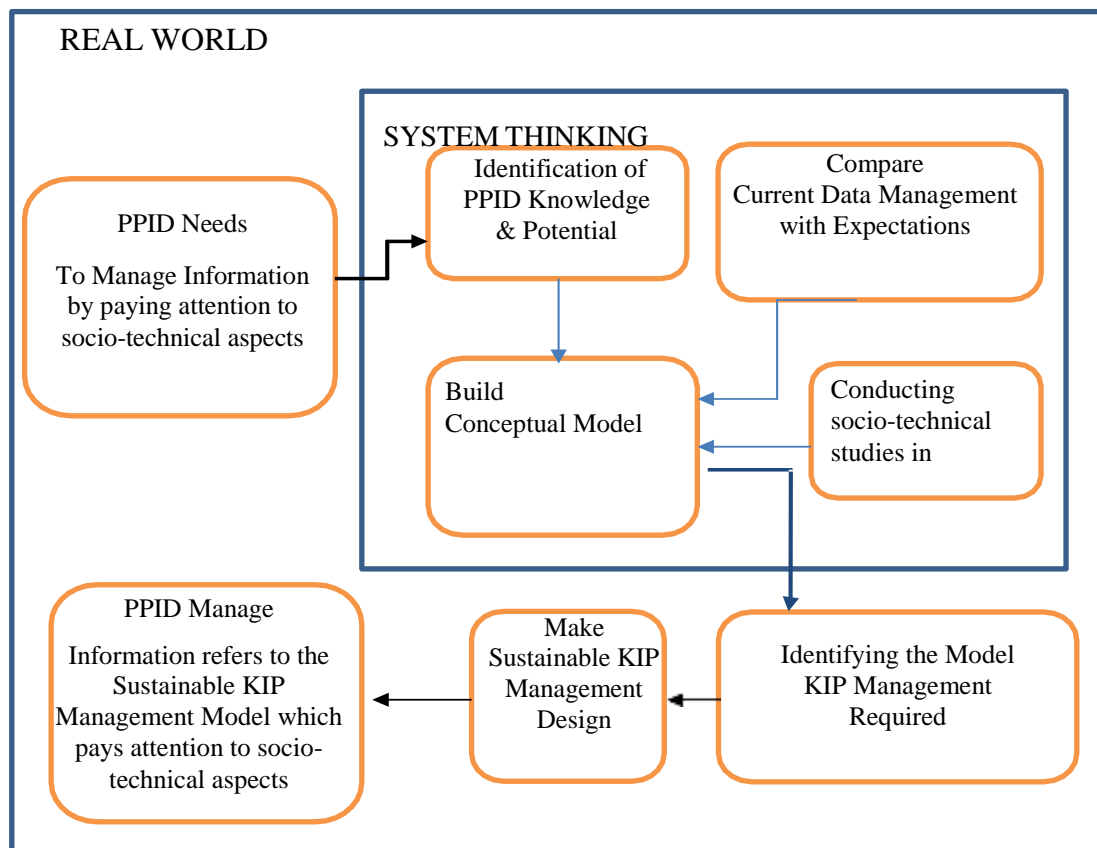 REAL WORLD
SYSTEM THINKING
PPID Needs
To Manage Information
by paying attention to
socio-technical aspects
Identification of
PPID Knowledge
& Potential
Compare
Current Data Management
with Expectations
Build
Conceptual Model
Conducting
socio-technical
studies in
PPID Manage
Information refers to the
Sustainable KIP
Management Model which
pays attention to socio-
technical aspects
Make
Sustainable KIP
Management
Design
Identifying the Model
KIP Management
Required